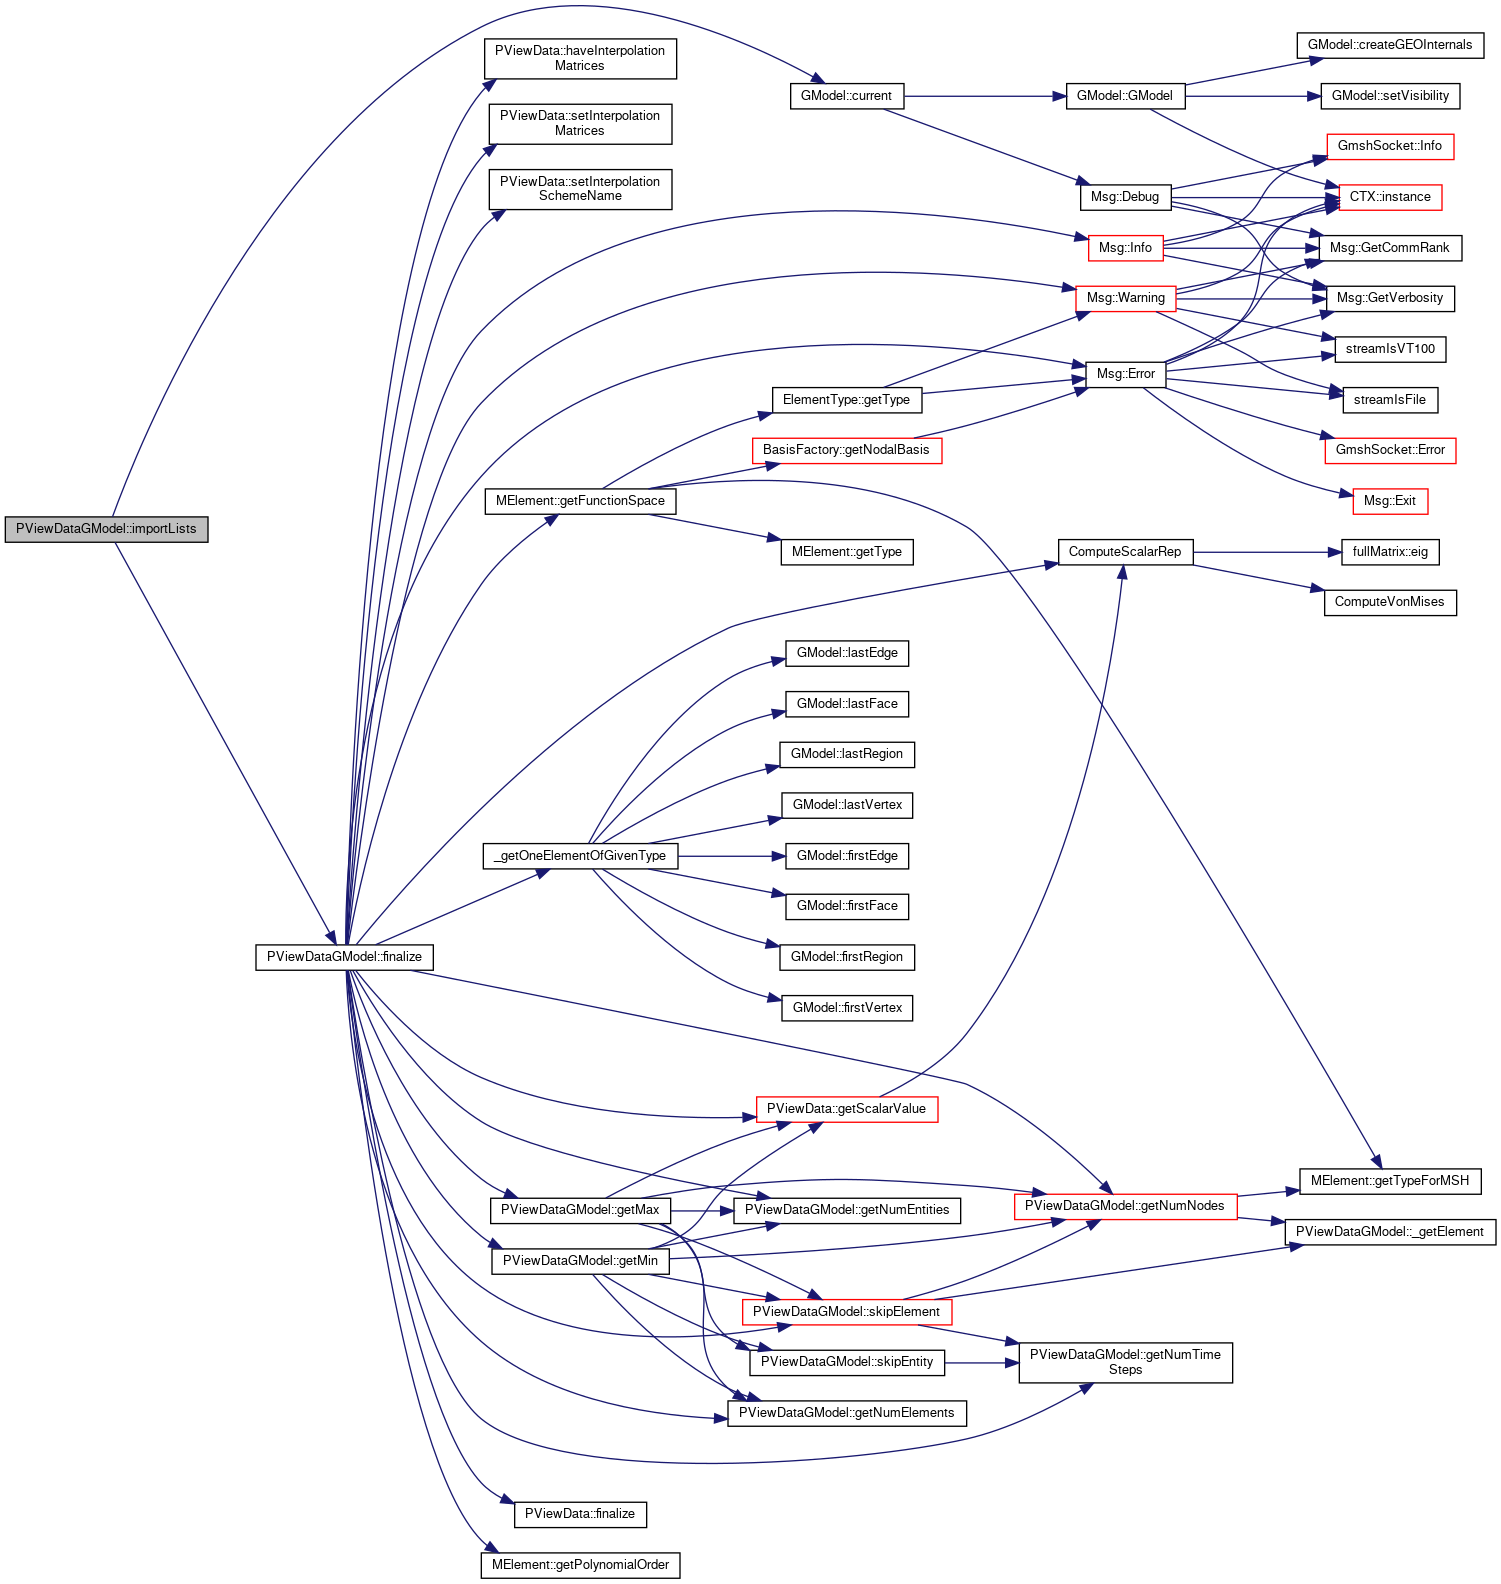 PViewDataGModel::importLists
PViewData::haveInterpolation
Matrices
PViewData::setInterpolation
Matrices
PViewData::setInterpolation
SchemeName
MElement::getFunctionSpace
_getOneElementOfGivenType
PViewDataGModel::finalize
PViewDataGModel::getMax
PViewDataGModel::getMin
PViewData::finalize
MElement::getPolynomialOrder
GModel::current
ElementType::getType
BasisFactory::getNodalBasis
MElement::getType
GModel::lastEdge
GModel::lastFace
GModel::lastRegion
GModel::lastVertex
GModel::firstEdge
GModel::firstFace
GModel::firstRegion
GModel::firstVertex
PViewData::getScalarValue
PViewDataGModel::getNumEntities
PViewDataGModel::skipElement
PViewDataGModel::skipEntity
PViewDataGModel::getNumElements
GModel::GModel
Msg::Debug
Msg::Info
Msg::Warning
Msg::Error
ComputeScalarRep
PViewDataGModel::getNumNodes
PViewDataGModel::getNumTime
Steps
GModel::createGEOInternals
GModel::setVisibility
GmshSocket::Info
CTX::instance
Msg::GetCommRank
Msg::GetVerbosity
streamIsVT100
streamIsFile
GmshSocket::Error
Msg::Exit
fullMatrix::eig
ComputeVonMises
MElement::getTypeForMSH
PViewDataGModel::_getElement